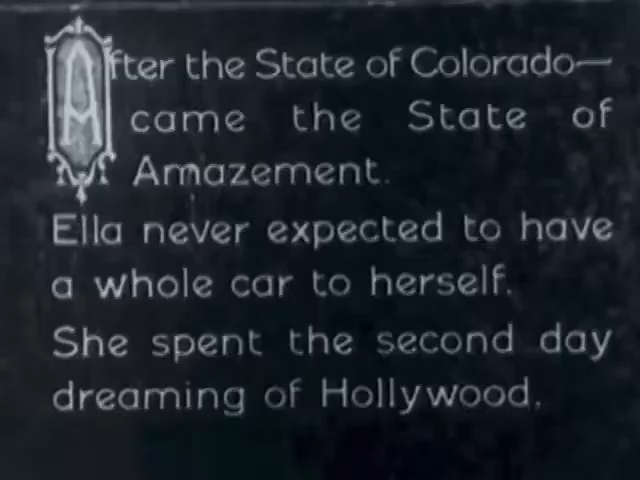 After the State of Colorado—
came the State of
Amazement.
Ella never expected to have
a whole car to herself.
She spent the second day
dreaming of Hollywood.